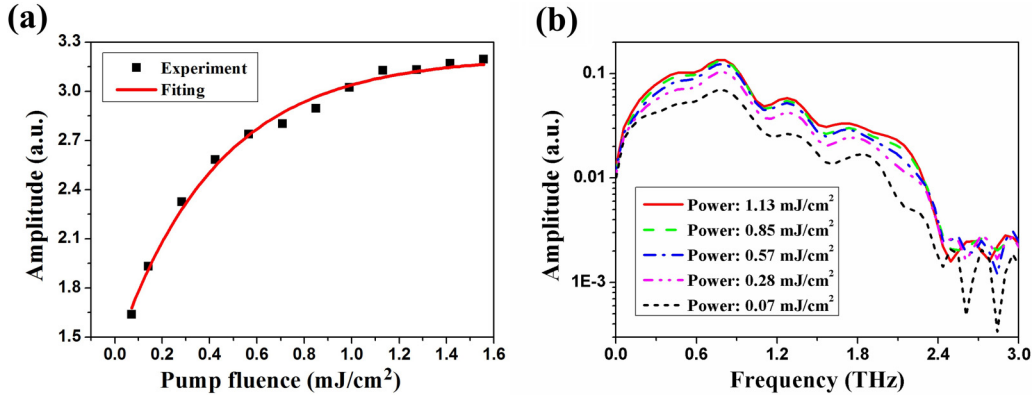 (a)
Amplitude (a.u.)
3.3
3.0
2.7
2.4
2.1
1.8
1.5
Experiment
Fiting
0.0 0.2 0.4 0.6 0.8 1.0 1.2 1.4 1.6
Pump fluence (mJ/cm²)
(b)
Amplitude (a.u.)
0.1
0.01
1E-3
Power: 1.13 mJ/cm²
Power: 0.85 mJ/cm²
Power: 0.57 mJ/cm²
Power: 0.28 mJ/cm²
Power: 0.07 mJ/cm²
0.0 0.6 1.2 1.8 2.4 3.0
Frequency (THz)